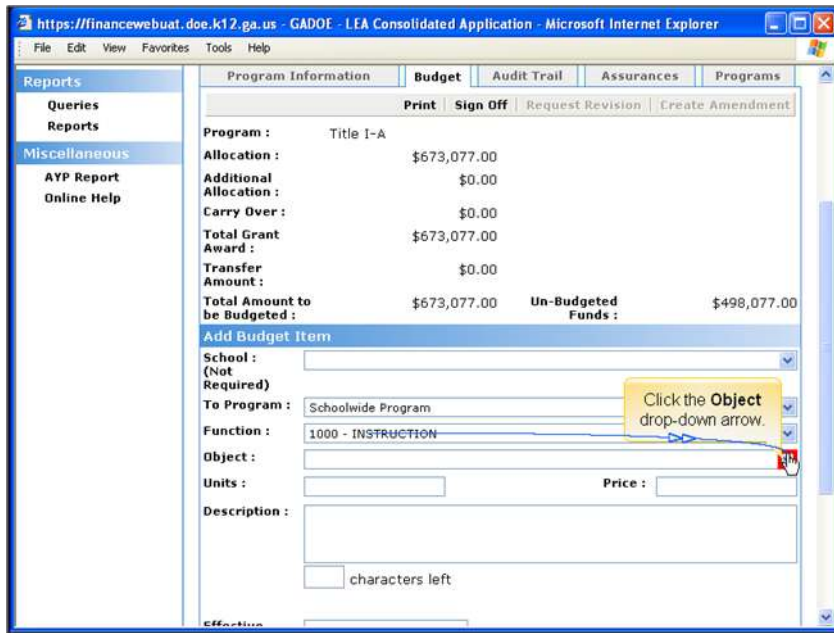 https://financewebuat.doe.k12.ga.us - GADOE - LEA Consolidated Application - Microsoft Internet Explorer
File Edit View Favorites Tools Help
Reports
Queries
Reports
Miscellaneous
AYP Report
Online Help
Program Information Budget Audit Trail Assurances Programs
Print Sign Off Request Revision Create Amendment
Program : Title I-A
Allocation : $673,077.00
Additional
Allocation : $0.00
Carry Over : $0.00
Total Grant
Award : $673,077.00
Transfer
Amount : $0.00
Total Amount to
be Budgeted : $673,077.00
Un-Budgeted
Funds : $498,077.00
Add Budget Item
School :
(Not
Required)
To Program : Schoolwide Program
Click the Object
drop-down arrow.
Function : 1000 - INSTRUCTION
Object :
Units : Price :
Description :
characters left
Effective